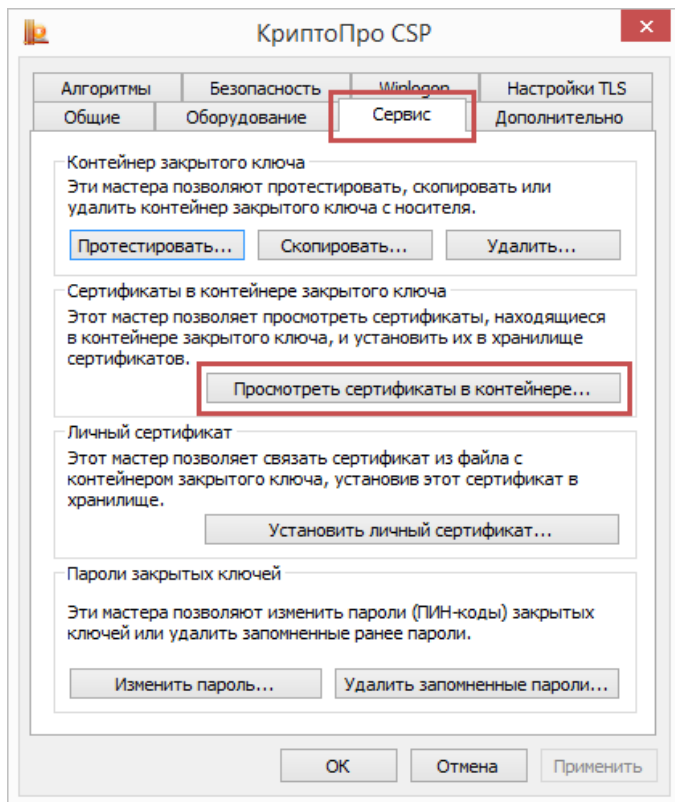 КриптоПро CSP
Алгоритмы
Безопасность
Winlogon
Настройки TLS
Общие
Оборудование
Сервис
Дополнительно
Контейнер закрытого ключа
Эти мастера позволяют протестировать, скопировать или
удалить контейнер закрытого ключа с носителя.
Протестировать...
Скопировать...
Удалить...
Сертификаты в контейнере закрытого ключа
Этот мастер позволяет просмотреть сертификаты, находящиеся
в контейнере закрытого ключа, и установить их в хранилище
сертификатов.
Просмотреть сертификаты в контейнере...
Личный сертификат
Этот мастер позволяет связать сертификат из файла с
контейнером закрытого ключа, установив этот сертификат в
хранилище.
Установить личный сертификат...
Пароли закрытых ключей
Эти мастера позволяют изменить пароли (ПИН-коды) закрытых
ключей или удалить запомненные ранее пароли.
Изменить пароль...
Удалить запомненные пароли...
ОК
Отмена
Применить